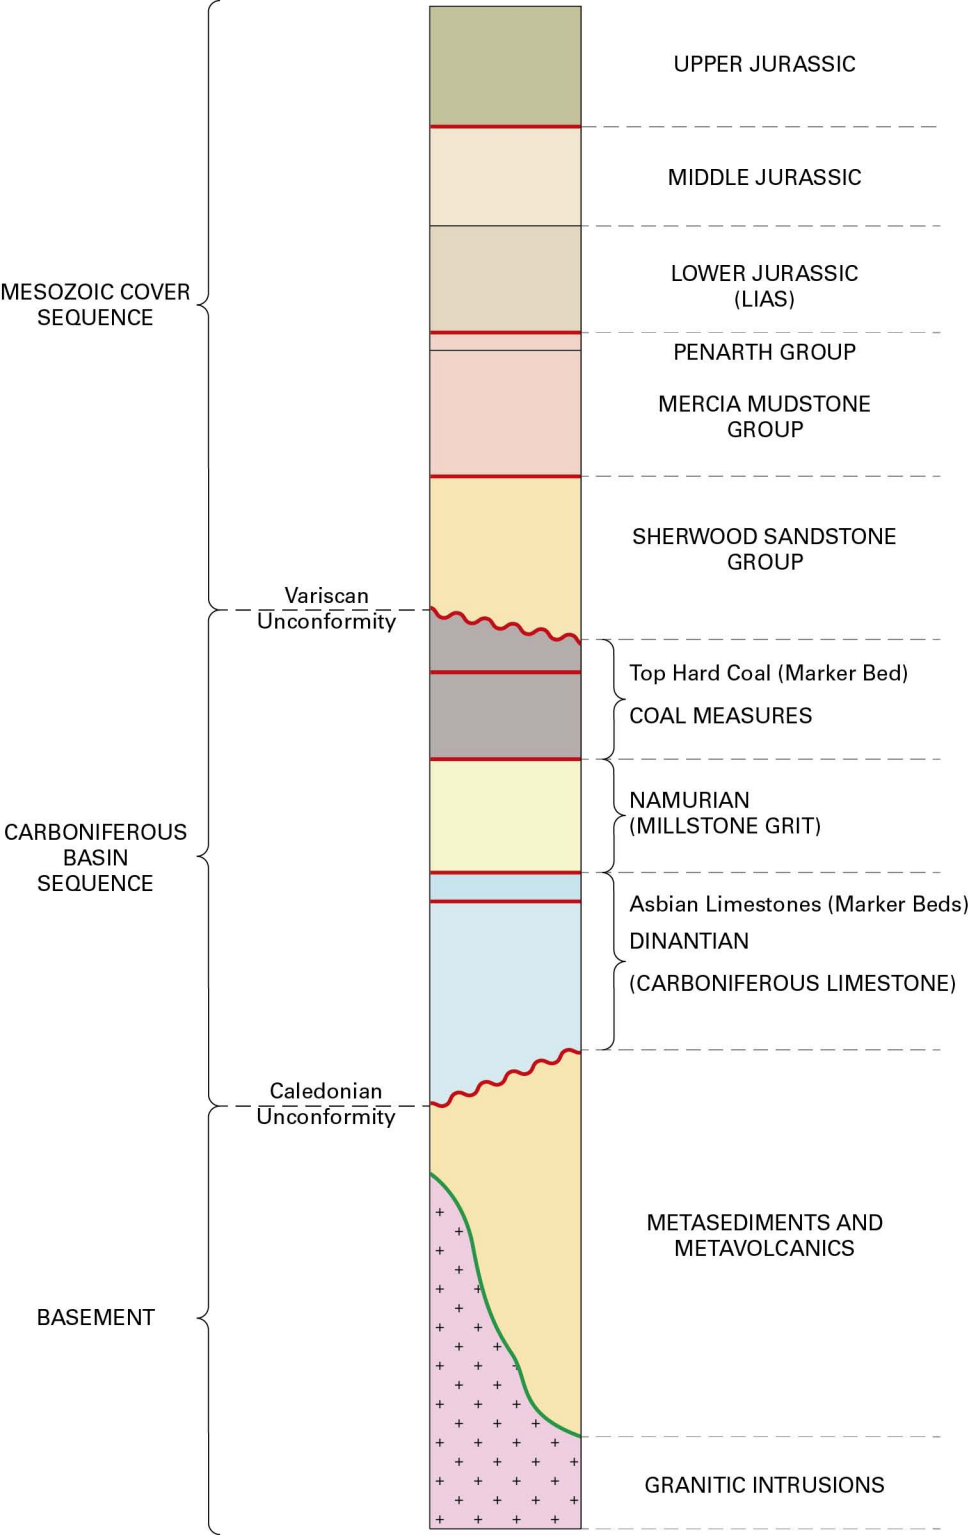 UPPER JURASSIC
MIDDLE JURASSIC
LOWER JURASSIC
(LIAS)
MESOZOIC COVER
SEQUENCE
PENARTH GROUP
MERCIA MUDSTONE
GROUP
SHERWOOD SANDSTONE
GROUP
Variscan
Unconformity
Top Hard Coal (Marker Bed)
COAL MEASURES
NAMURIAN
(MILLSTONE GRIT)
CARBONIFEROUS
BASIN
SEQUENCE
Asbian Limestones (Marker Beds)
DINANTIAN
(CARBONIFEROUS LIMESTONE)
Caledonian
Unconformity
METASEDIMENTS AND
METAVOLCANICS
BASEMENT
GRANITIC INTRUSIONS